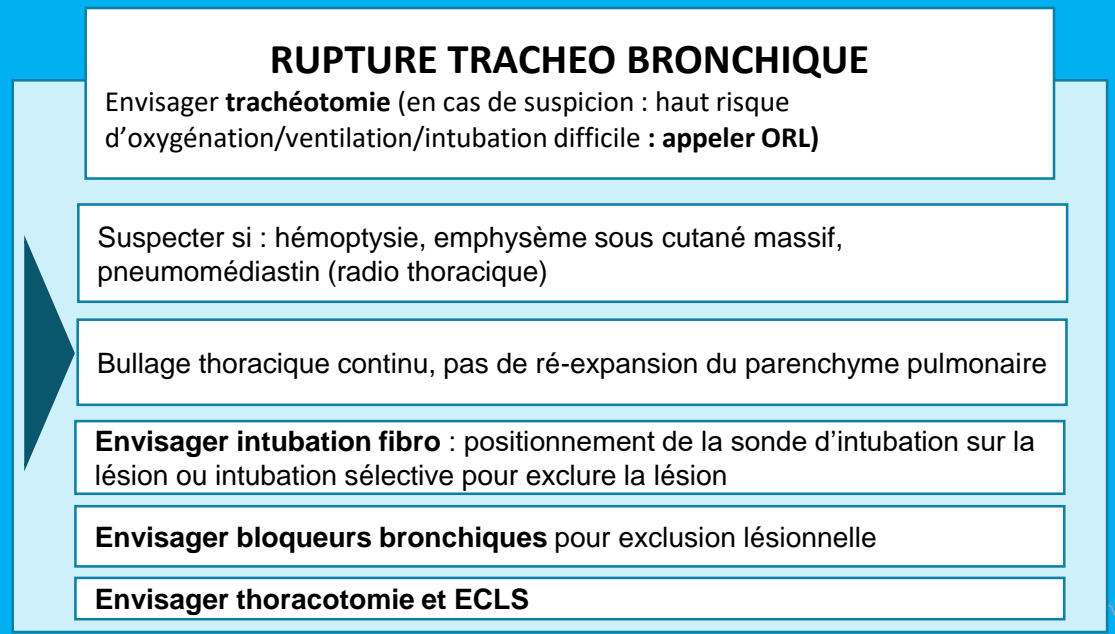 RUPTURE TRACHEO BRONCHIQUE
Envisager trachéotomie (en cas de suspicion : haut risque
d’oxygénation/ventilation/intubation difficile : appeler ORL)
Suspecter si : hémoptysie, emphysème sous cutané massif,
pneumomédiastin (radio thoracique)
Bullage thoracique continu, pas de ré-expansion du parenchyme pulmonaire
Envisager intubation fibro : positionnement de la sonde d’intubation sur la
lésion ou intubation sélective pour exclure la lésion
Envisager bloqueurs bronchiques pour exclusion lésionnelle
Envisager thoracotomie et ECLS